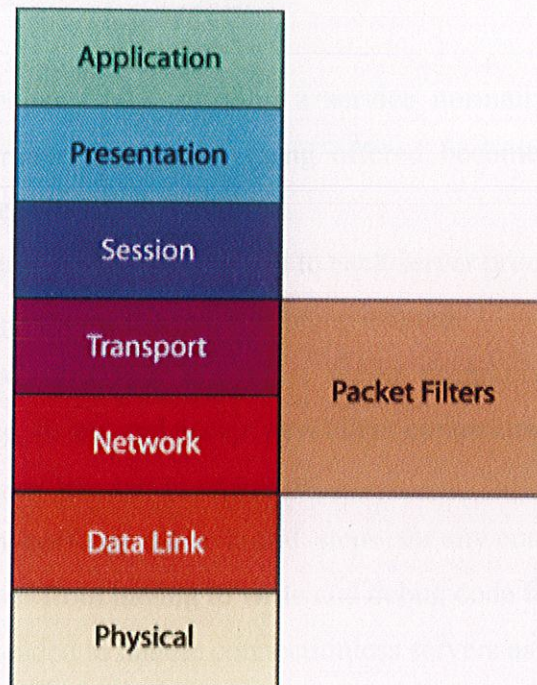 Application
Presentation
Session
Transport
Packet Filters
Network
Data Link
Physical